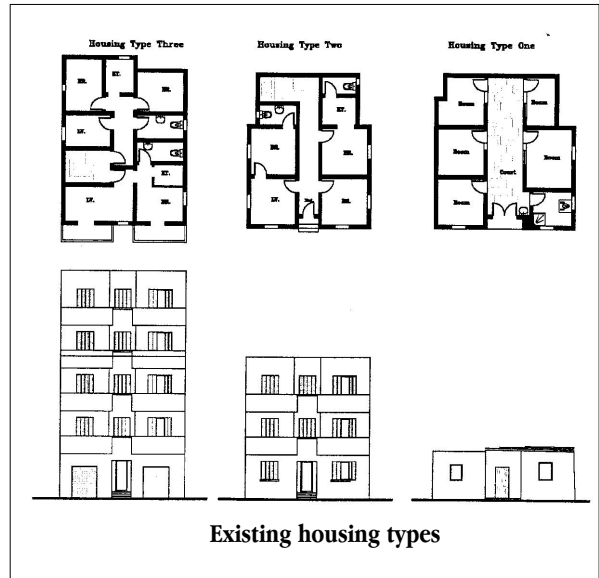 Housing Type Three
Housing Type Two
Housing Type One
BR.
KT.
BR.
LV.
KT.
LV.
BR.
KT.
BR.
BR.
LV.
BR.
Room
Room
Room
Room
Court
Room
Existing housing types